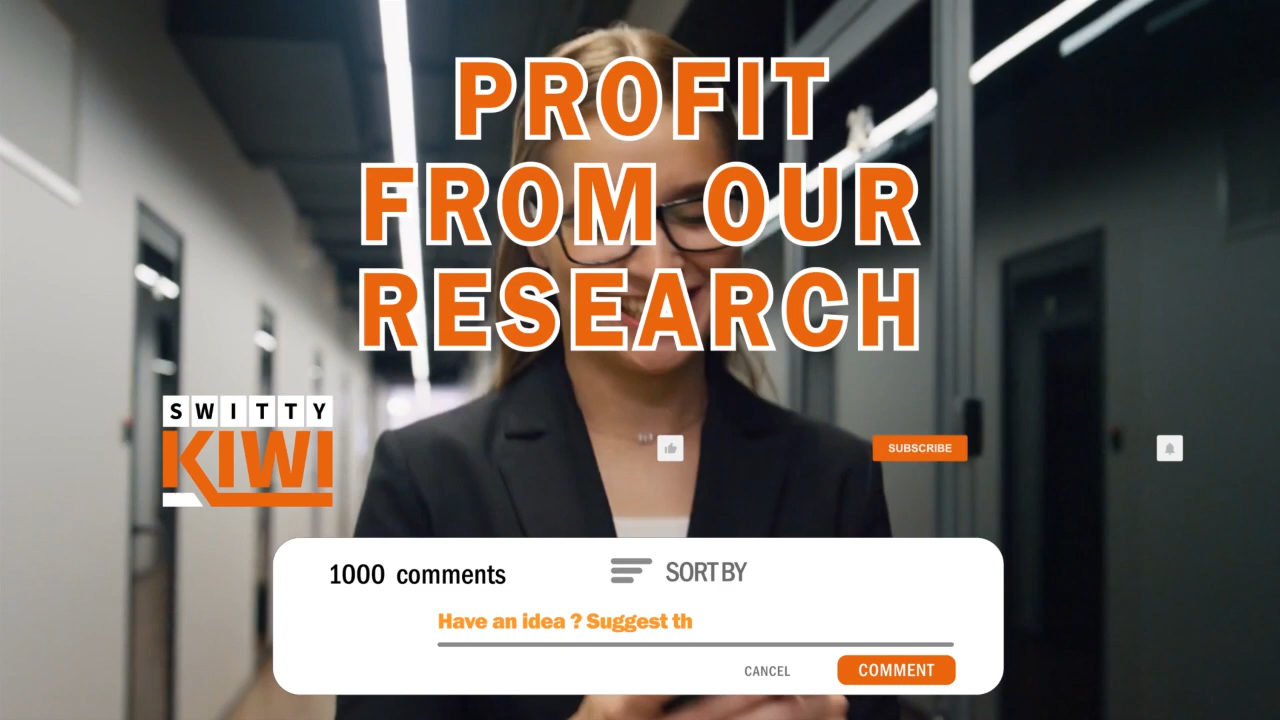 PROFIT
FROM OUR
RESEARCH
SWITTY
KIWI
SUBSCRIBE
1000 comments
SORT BY
Have an idea ? Suggest th
CANCEL
COMMENT